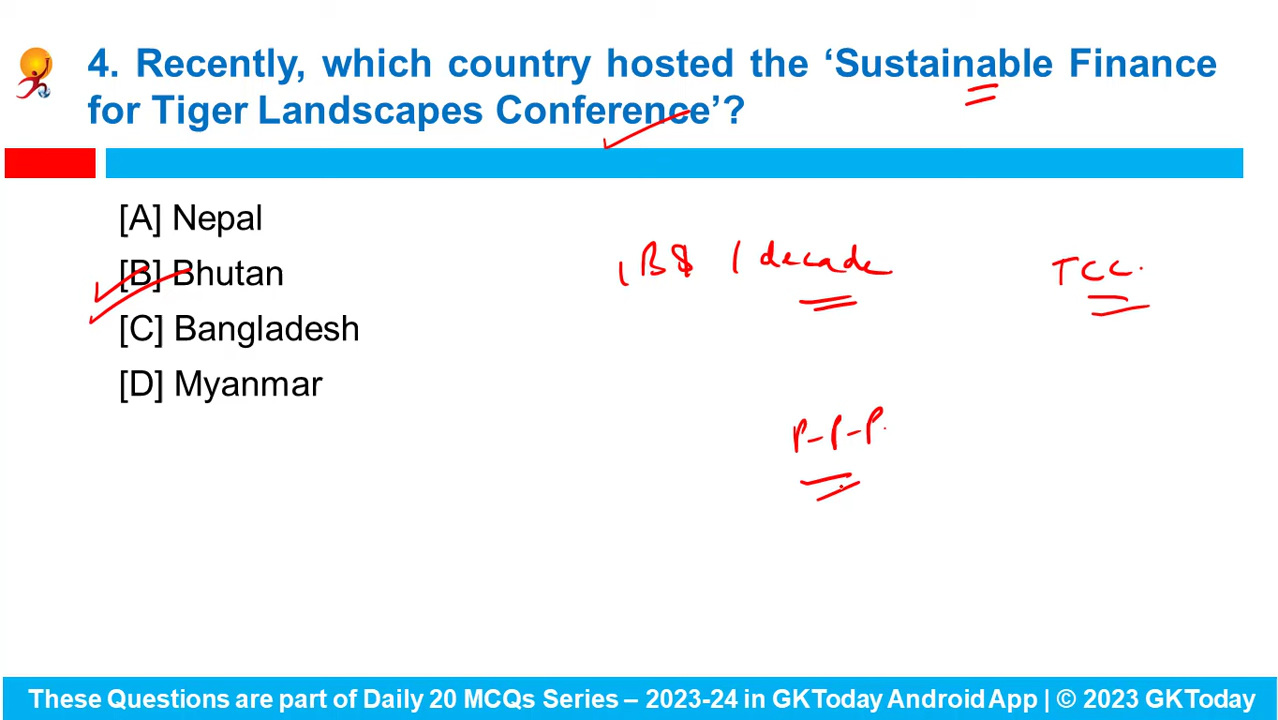 4. Recently, which country hosted the ‘Sustainable Finance
for Tiger Landscapes Conference’?
[A] Nepal
[B] Bhutan
[C] Bangladesh
[D] Myanmar
1 B$ / decade
TCC.
P-P-P.
These Questions are part of Daily 20 MCQs Series – 2023-24 in GKToday Android App | © 2023 GKToday